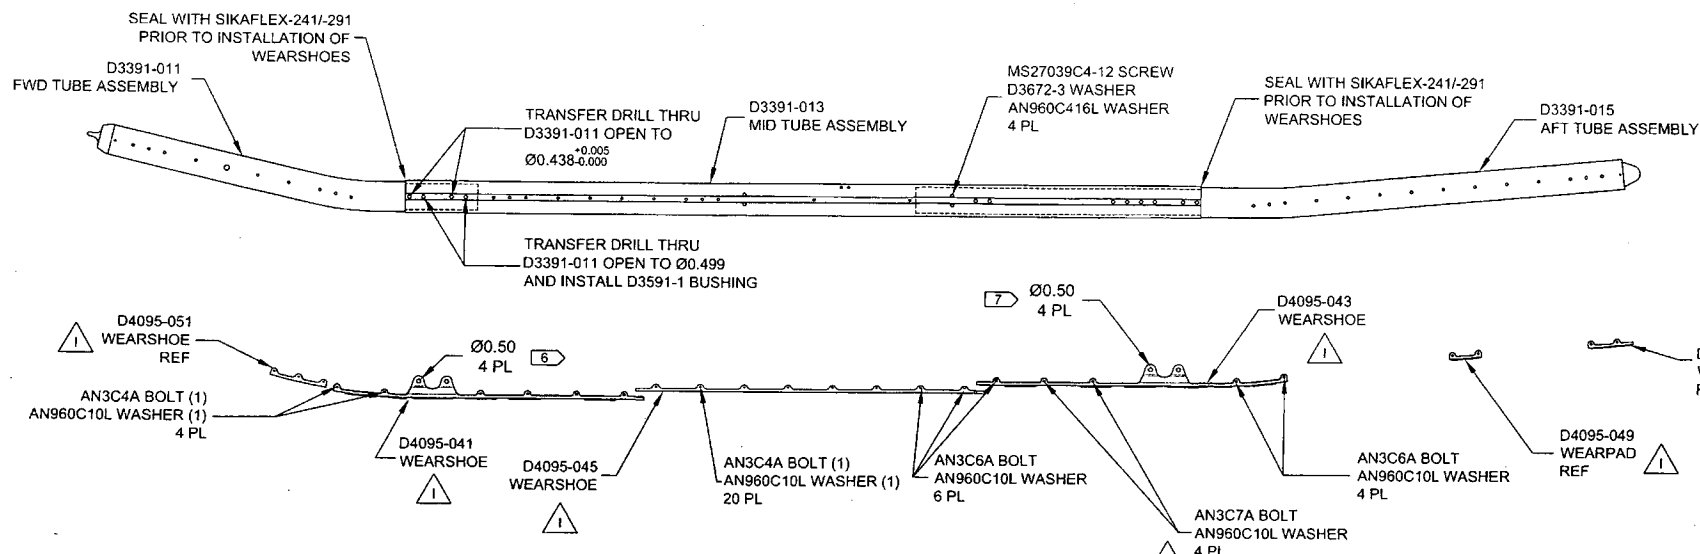 SEAL WITH SIKAFLEX-241/-291
PRIOR TO INSTALLATION OF
WEARSHOES
D3391-011
FWD TUBE ASSEMBLY
TRANSFER DRILL THRU
D3391-011 OPEN TO
Ø0.438 +0.005 -0.000
D3391-013
MID TUBE ASSEMBLY
MS27039C4-12 SCREW
D3672-3 WASHER
AN960C416L WASHER
4 PL
SEAL WITH SIKAFLEX-241/-291
PRIOR TO INSTALLATION OF
WEARSHOES
D3391-015
AFT TUBE ASSEMBLY
TRANSFER DRILL THRU
D3391-011 OPEN TO Ø0.499
AND INSTALL D3591-1 BUSHING
D4095-051
WEARSHOE
REF
1
Ø0.50
4 PL
6
7
Ø0.50
4 PL
D4095-043
WEARSHOE
1
AN3C4A BOLT (1)
AN960C10L WASHER (1)
4 PL
D4095-041
WEARSHOE
1
D4095-045
WEARSHOE
1
AN3C4A BOLT (1)
AN960C10L WASHER (1)
20 PL
AN3C6A BOLT
AN960C10L WASHER
6 PL
AN3C7A BOLT
AN960C10L WASHER
4 PL
AN3C6A BOLT
AN960C10L WASHER
4 PL
D4095-049
WEARPAD
REF
1